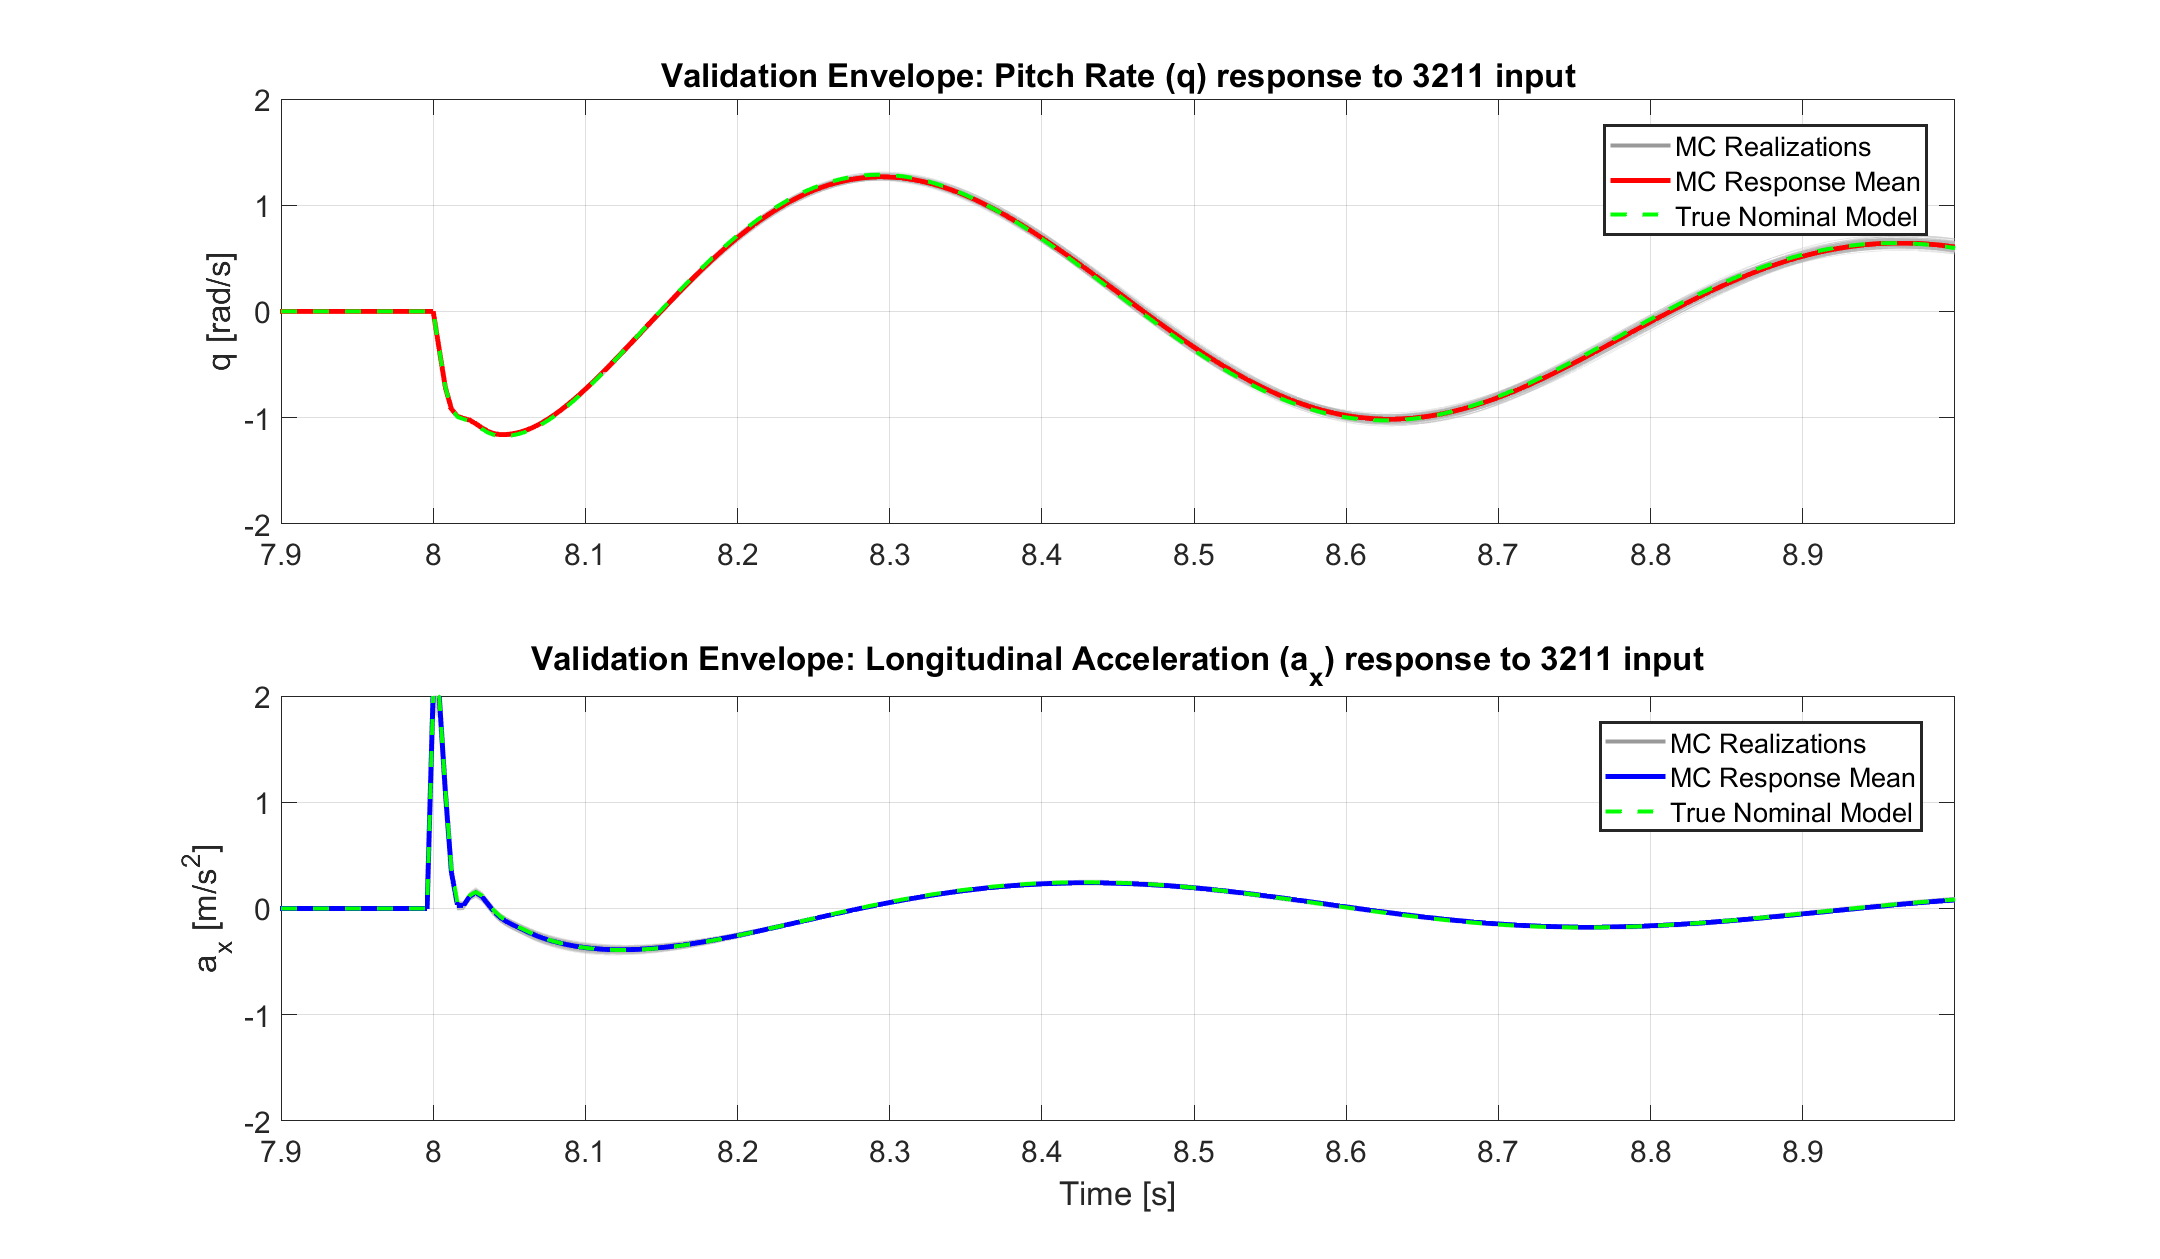 Validation Envelope: Pitch Rate (q) response to 3211 input
2
1
0
-1
-2
q [rad/s]
MC Realizations
MC Response Mean
True Nominal Model
7.9 8 8.1 8.2 8.3 8.4 8.5 8.6 8.7 8.8 8.9
Validation Envelope: Longitudinal Acceleration (a_x) response to 3211 input
2
1
0
-1
-2
a_x [m/s^2]
MC Realizations
MC Response Mean
True Nominal Model
7.9 8 8.1 8.2 8.3 8.4 8.5 8.6 8.7 8.8 8.9
Time [s]